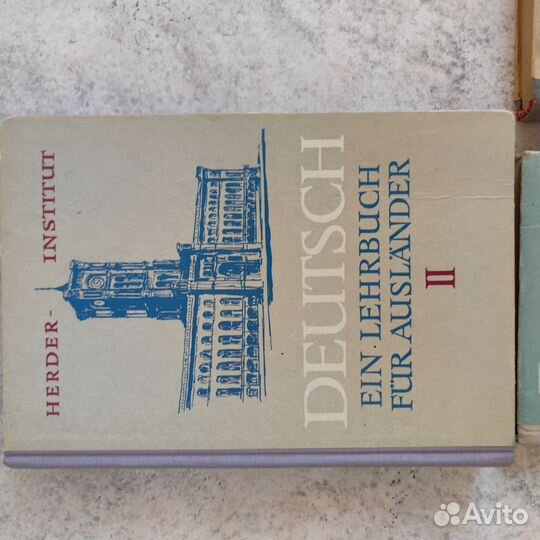 HERDER- INSTITUT
DEUTSCH
EIN LEHRBUCH
FÜR AUSLÄNDER
II
Avito